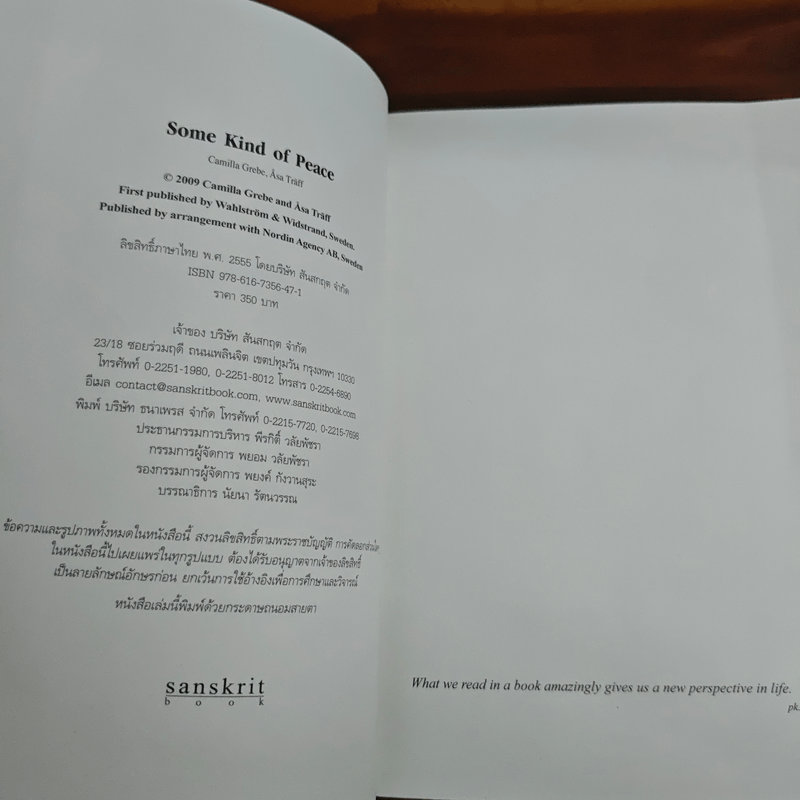 Some Kind of Peace
Camilla Grebe, Åsa Träff
© 2009 Camilla Grebe and Åsa Träff
First published by Wahlström & Widstrand, Sweden.
Published by arrangement with Nordin Agency AB, Sweden
ลิขสิทธิ์ภาษาไทย พ.ศ. 2555 โดยบริษัท สันสกฤต จำกัด
ISBN 978-616-7356-47-1
ราคา 350 บาท
เจ้าของ บริษัท สันสกฤต จำกัด
23/18 ซอยร่วมฤดี ถนนเพลินจิต เขตปทุมวัน กรุงเทพฯ 10330
โทรศัพท์ 0-2251-1980, 0-2251-8012 โทรสาร 0-2254-6890
อีเมล contact@sanskritbook.com, www.sanskritbook.com
พิมพ์ บริษัท ธนาเพรส จำกัด โทรศัพท์ 0-2215-7720, 0-2215-7698
ประธานกรรมการบริหาร พีรกิติ์ วลัยพัชรา
กรรมการผู้จัดการ พยอม วลัยพัชรา
รองกรรมการผู้จัดการ พยงค์ กังวานสุระ
บรรณาธิการ นัยนา รัตนวรรณ
ข้อความและรูปภาพทั้งหมดในหนังสือนี้ สงวนลิขสิทธิ์ตามพระราชบัญญัติ การคัดลอกส่วนใด
ในหนังสือนี้ไปเผยแพร่ในทุกรูปแบบ ต้องได้รับอนุญาตจากเจ้าของลิขสิทธิ์
เป็นลายลักษณ์อักษรก่อน ยกเว้นการใช้อ้างอิงเพื่อการศึกษาและวิจารณ์
หนังสือเล่มนี้พิมพ์ด้วยกระดาษถนอมสายตา
sanskrit
book
What we read in a book amazingly gives us a new perspective in life.
pk.